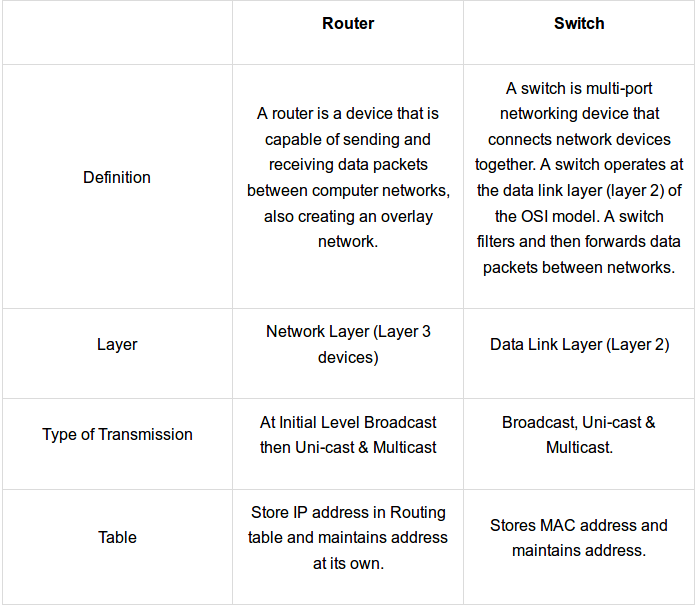 Router
Switch
Definition
A router is a device that is
capable of sending and
receiving data packets
between computer networks,
also creating an overlay
network.
A switch is multi-port
networking device that
connects network devices
together. A switch operates at
the data link layer (layer 2) of
the OSI model. A switch
filters and then forwards data
packets between networks.
Layer
Network Layer (Layer 3
devices)
Data Link Layer (Layer 2)
Type of Transmission
At Initial Level Broadcast
then Uni-cast & Multicast
Broadcast, Uni-cast &
Multicast.
Table
Store IP address in Routing
table and maintains address
at its own.
Stores MAC address and
maintains address.